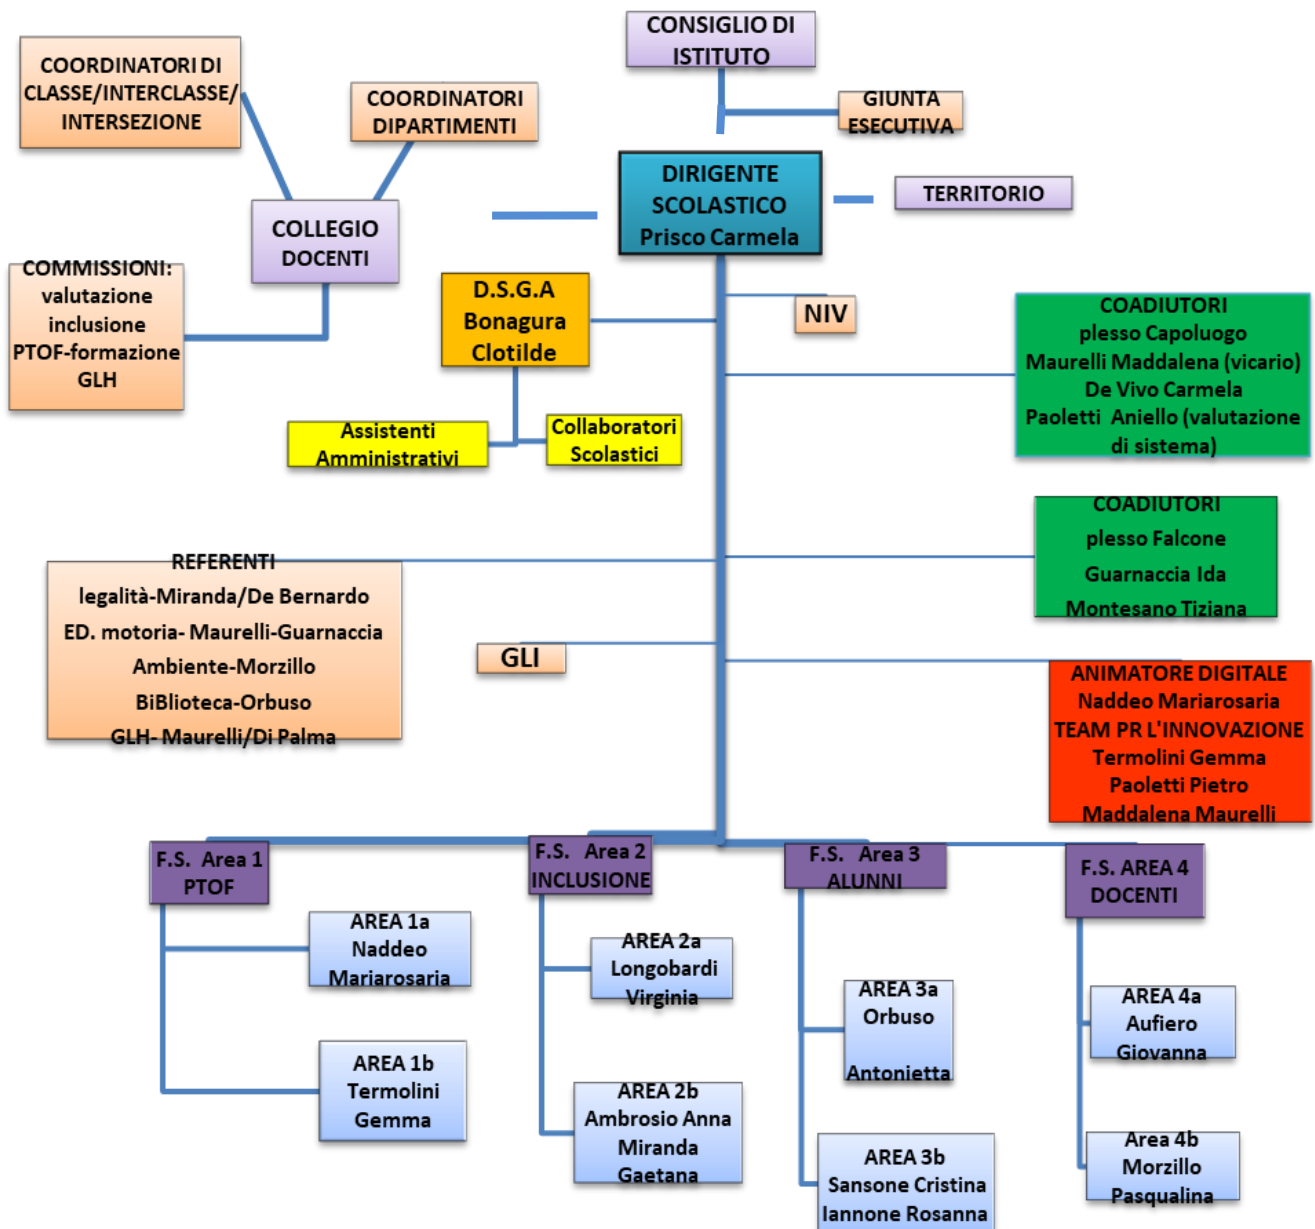 CONSIGLIO DI
ISTITUTO
COORDINATORI DI
CLASSE/INTERCLASSE/
INTERSEZIONE
COORDINATORI
DIPARTIMENTI
GIUNTA
ESECUTIVA
DIRIGENTE
SCOLASTICO
Prisco Carmela
TERRITORIO
COLLEGIO
DOCENTI
COMMISSIONI:
valutazione
inclusione
PTOF-formazione
GLH
D.S.G.A
Bonagura
Clotilde
NIV
COADIUTORI
plesso Capoluogo
Maurelli Maddalena (vicario)
De Vivo Carmela
Paoletti Aniello (valutazione
di sistema)
Assistenti
Amministrativi
Collaboratori
Scolastici
COADIUTORI
plesso Falcone
Guarnaccia Ida
Montesano Tiziana
REFERENTI
legalità-Miranda/De Bernardo
ED. motoria- Maurelli-Guarnaccia
Ambiente-Morzillo
BiBlioteca-Orbuso
GLH- Maurelli/Di Palma
GLI
ANIMATORE DIGITALE
Naddeo Mariarosaria
TEAM PR L'INNOVAZIONE
Termolini Gemma
Paoletti Pietro
Maddalena Maurelli
F.S. Area 1
PTOF
F.S. Area 2
INCLUSIONE
F.S. Area 3
ALUNNI
F.S. AREA 4
DOCENTI
AREA 1a
Naddeo
Mariarosaria
AREA 2a
Longobardi
Virginia
AREA 3a
Orbuso
Antonietta
AREA 4a
Aufiero
Giovanna
AREA 1b
Termolini
Gemma
AREA 2b
Ambrosio Anna
Miranda
Gaetana
AREA 3b
Sansone Cristina
Iannone Rosanna
Area 4b
Morzillo
Pasqualina